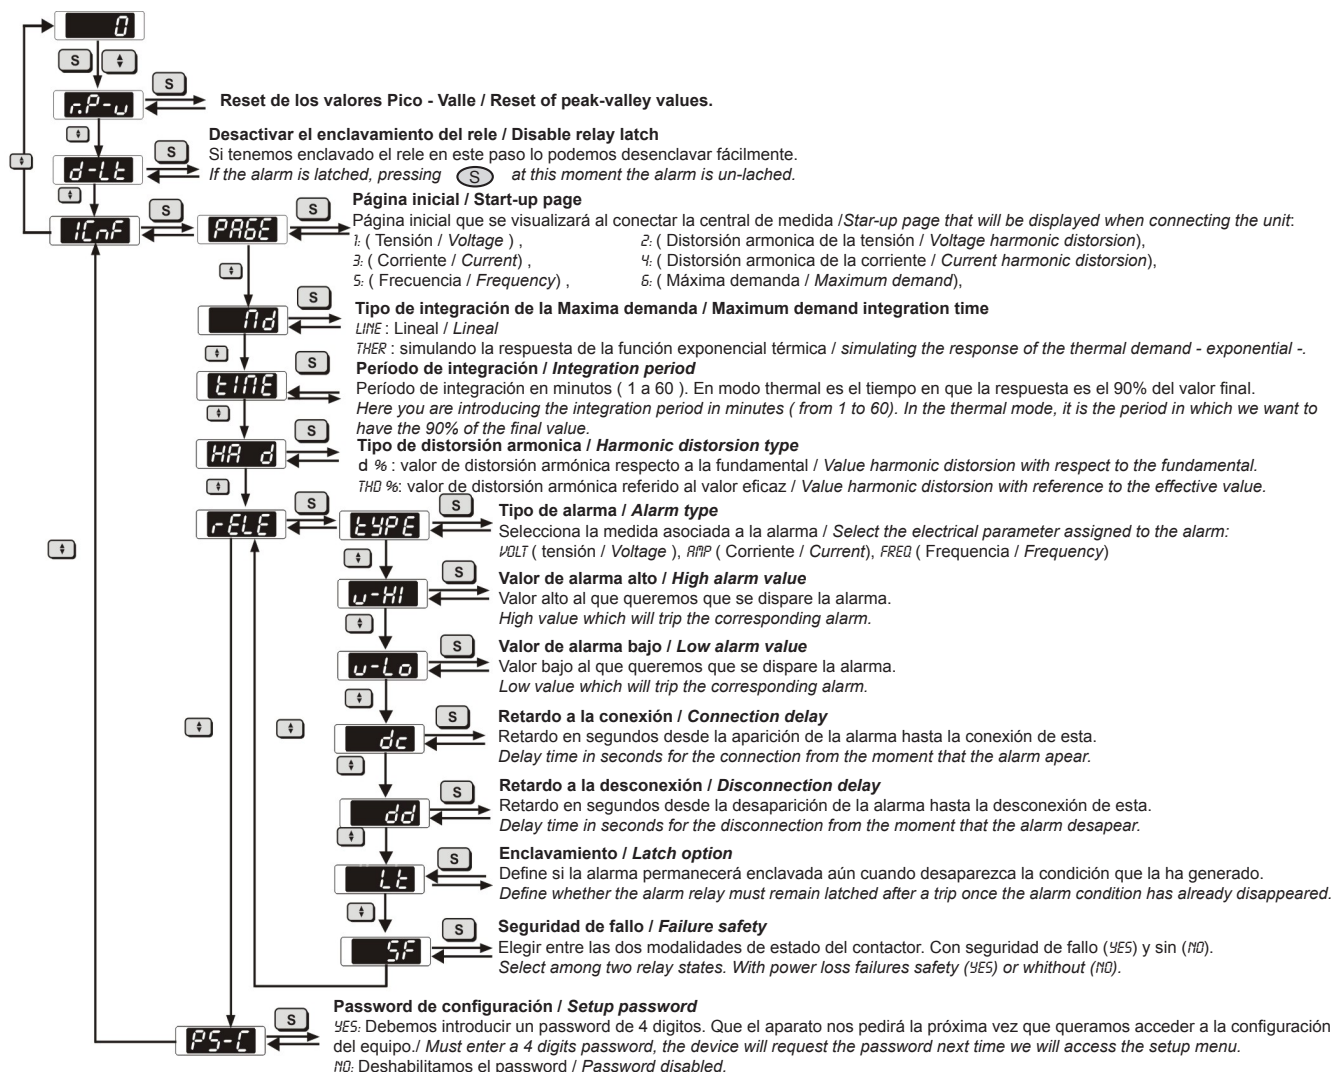 0
S
r.P-u
S
Reset de los valores Pico - Valle / Reset of peak-valley values.
Desactivar el enclavamiento del rele / Disable relay latch
d-Lt
S
Si tenemos enclavado el rele en este paso lo podemos desenclavar fácilmente.
If the alarm is latched, pressing S at this moment the alarm is un-lached.
1CnF
S
PAGE
S
Página inicial / Start-up page
Página inicial que se visualizará al conectar la central de medida /Star-up page that will be displayed when connecting the unit:
1: ( Tensión / Voltage ) , 2: ( Distorsión armonica de la tensión / Voltage harmonic distorsion),
3: ( Corriente / Current) , 4: ( Distorsión armonica de la corriente / Current harmonic distorsion),
5: ( Frecuencia / Frequency) , 6: ( Máxima demanda / Maximum demand),
Md
S
Tipo de integración de la Maxima demanda / Maximum demand integration time
LINE : Lineal / Lineal
THER : simulando la respuesta de la función exponencial térmica / simulating the response of the thermal demand - exponential -.
tIME
S
Período de integración / Integration period
Período de integración en minutos ( 1 a 60 ). En modo thermal es el tiempo en que la respuesta es el 90% del valor final.
Here you are introducing the integration period in minutes ( from 1 to 60). In the thermal mode, it is the period in which we want to
have the 90% of the final value.
HA d
S
Tipo de distorsión armonica / Harmonic distorsion type
d % : valor de distorsión armónica respecto a la fundamental / Value harmonic distorsion with respect to the fundamental.
THD %: valor de distorsión armónica referido al valor eficaz / Value harmonic distorsion with reference to the effective value.
rELE
S
tYPE
S
Tipo de alarma / Alarm type
Selecciona la medida asociada a la alarma / Select the electrical parameter assigned to the alarm:
VOLT ( tensión / Voltage ), AMP ( Corriente / Current), FREQ ( Frequencia / Frequency)
u-HI
S
Valor de alarma alto / High alarm value
Valor alto al que queremos que se dispare la alarma.
High value which will trip the corresponding alarm.
u-Lo
S
Valor de alarma bajo / Low alarm value
Valor bajo al que queremos que se dispare la alarma.
Low value which will trip the corresponding alarm.
dc
S
Retardo a la conexión / Connection delay
Retardo en segundos desde la aparición de la alarma hasta la conexión de esta.
Delay time in seconds for the connection from the moment that the alarm apear.
dd
S
Retardo a la desconexión / Disconnection delay
Retardo en segundos desde la desaparición de la alarma hasta la desconexión de esta.
Delay time in seconds for the disconnection from the moment that the alarm desapear.
Lt
S
Enclavamiento / Latch option
Define si la alarma permanecerá enclavada aún cuando desaparezca la condición que la ha generado.
Define whether the alarm relay must remain latched after a trip once the alarm condition has already disappeared.
SF
S
Seguridad de fallo / Failure safety
Elegir entre las dos modalidades de estado del contactor. Con seguridad de fallo (YES) y sin (NO).
Select among two relay states. With power loss failures safety (YES) or whithout (NO).
PS-C
S
Password de configuración / Setup password
YES: Debemos introducir un password de 4 digitos. Que el aparato nos pedirá la próxima vez que queramos acceder a la configuración
del equipo./ Must enter a 4 digits password, the device will request the password next time we will access the setup menu.
NO: Deshabilitamos el password / Password disabled.